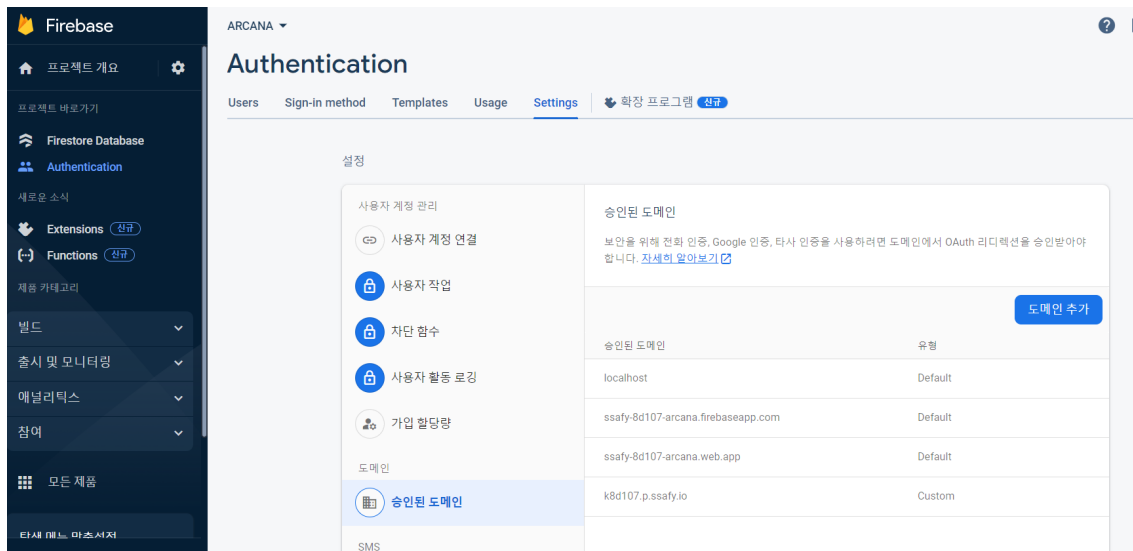 Firebase
프로젝트 개요
프로젝트 바로가기
Firestore Database
Authentication
새로운 소식
Extensions 신규
Functions 신규
제품 카테고리
빌드
출시 및 모니터링
애널리틱스
참여
모든 제품
탐색 메뉴 맞춤설정
ARCANA
Authentication
Users Sign-in method Templates Usage Settings 확장 프로그램 신규
설정
사용자 계정 관리
사용자 계정 연결
사용자 작업
차단 함수
사용자 활동 로깅
가입 할당량
도메인
승인된 도메인
SMS
승인된 도메인
보안을 위해 전화 인증, Google 인증, 타사 인증을 사용하려면 도메인에서 OAuth 리디렉션을 승인받아야
합니다. 자세히 알아보기
도메인 추가
승인된 도메인 유형
localhost Default
ssafy-8d107-arcana.firebaseapp.com Default
ssafy-8d107-arcana.web.app Default
k8d107.p.ssafy.io Custom